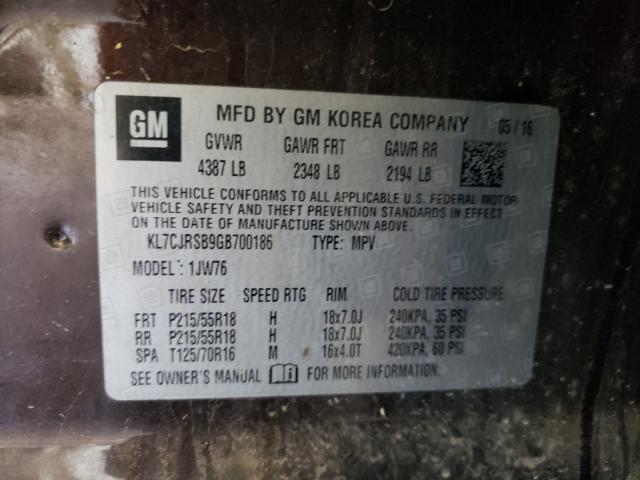 GM
MFD BY GM KOREA COMPANY 05 / 16
GVWR GAWR FRT GAWR RR
4387 LB 2348 LB 2194 LB
THIS VEHICLE CONFORMS TO ALL APPLICABLE U.S. FEDERAL MOTOR
VEHICLE SAFETY AND THEFT PREVENTION STANDARDS IN EFFECT
ON THE DATE OF MANUFACTURE SHOWN ABOVE.
KL7CJRSB9GB700186 TYPE: MPV
MODEL : 1JW76
TIRE SIZE SPEED RTG RIM COLD TIRE PRESSURE
FRT P215/55R18 H 18x7.0J 240KPA, 35 PSI
RR P215/55R18 H 18x7.0J 240KPA, 35 PSI
SPA T125/70R16 M 16x4.0T 420KPA, 60 PSI
SEE OWNER'S MANUAL FOR MORE INFORMATION.